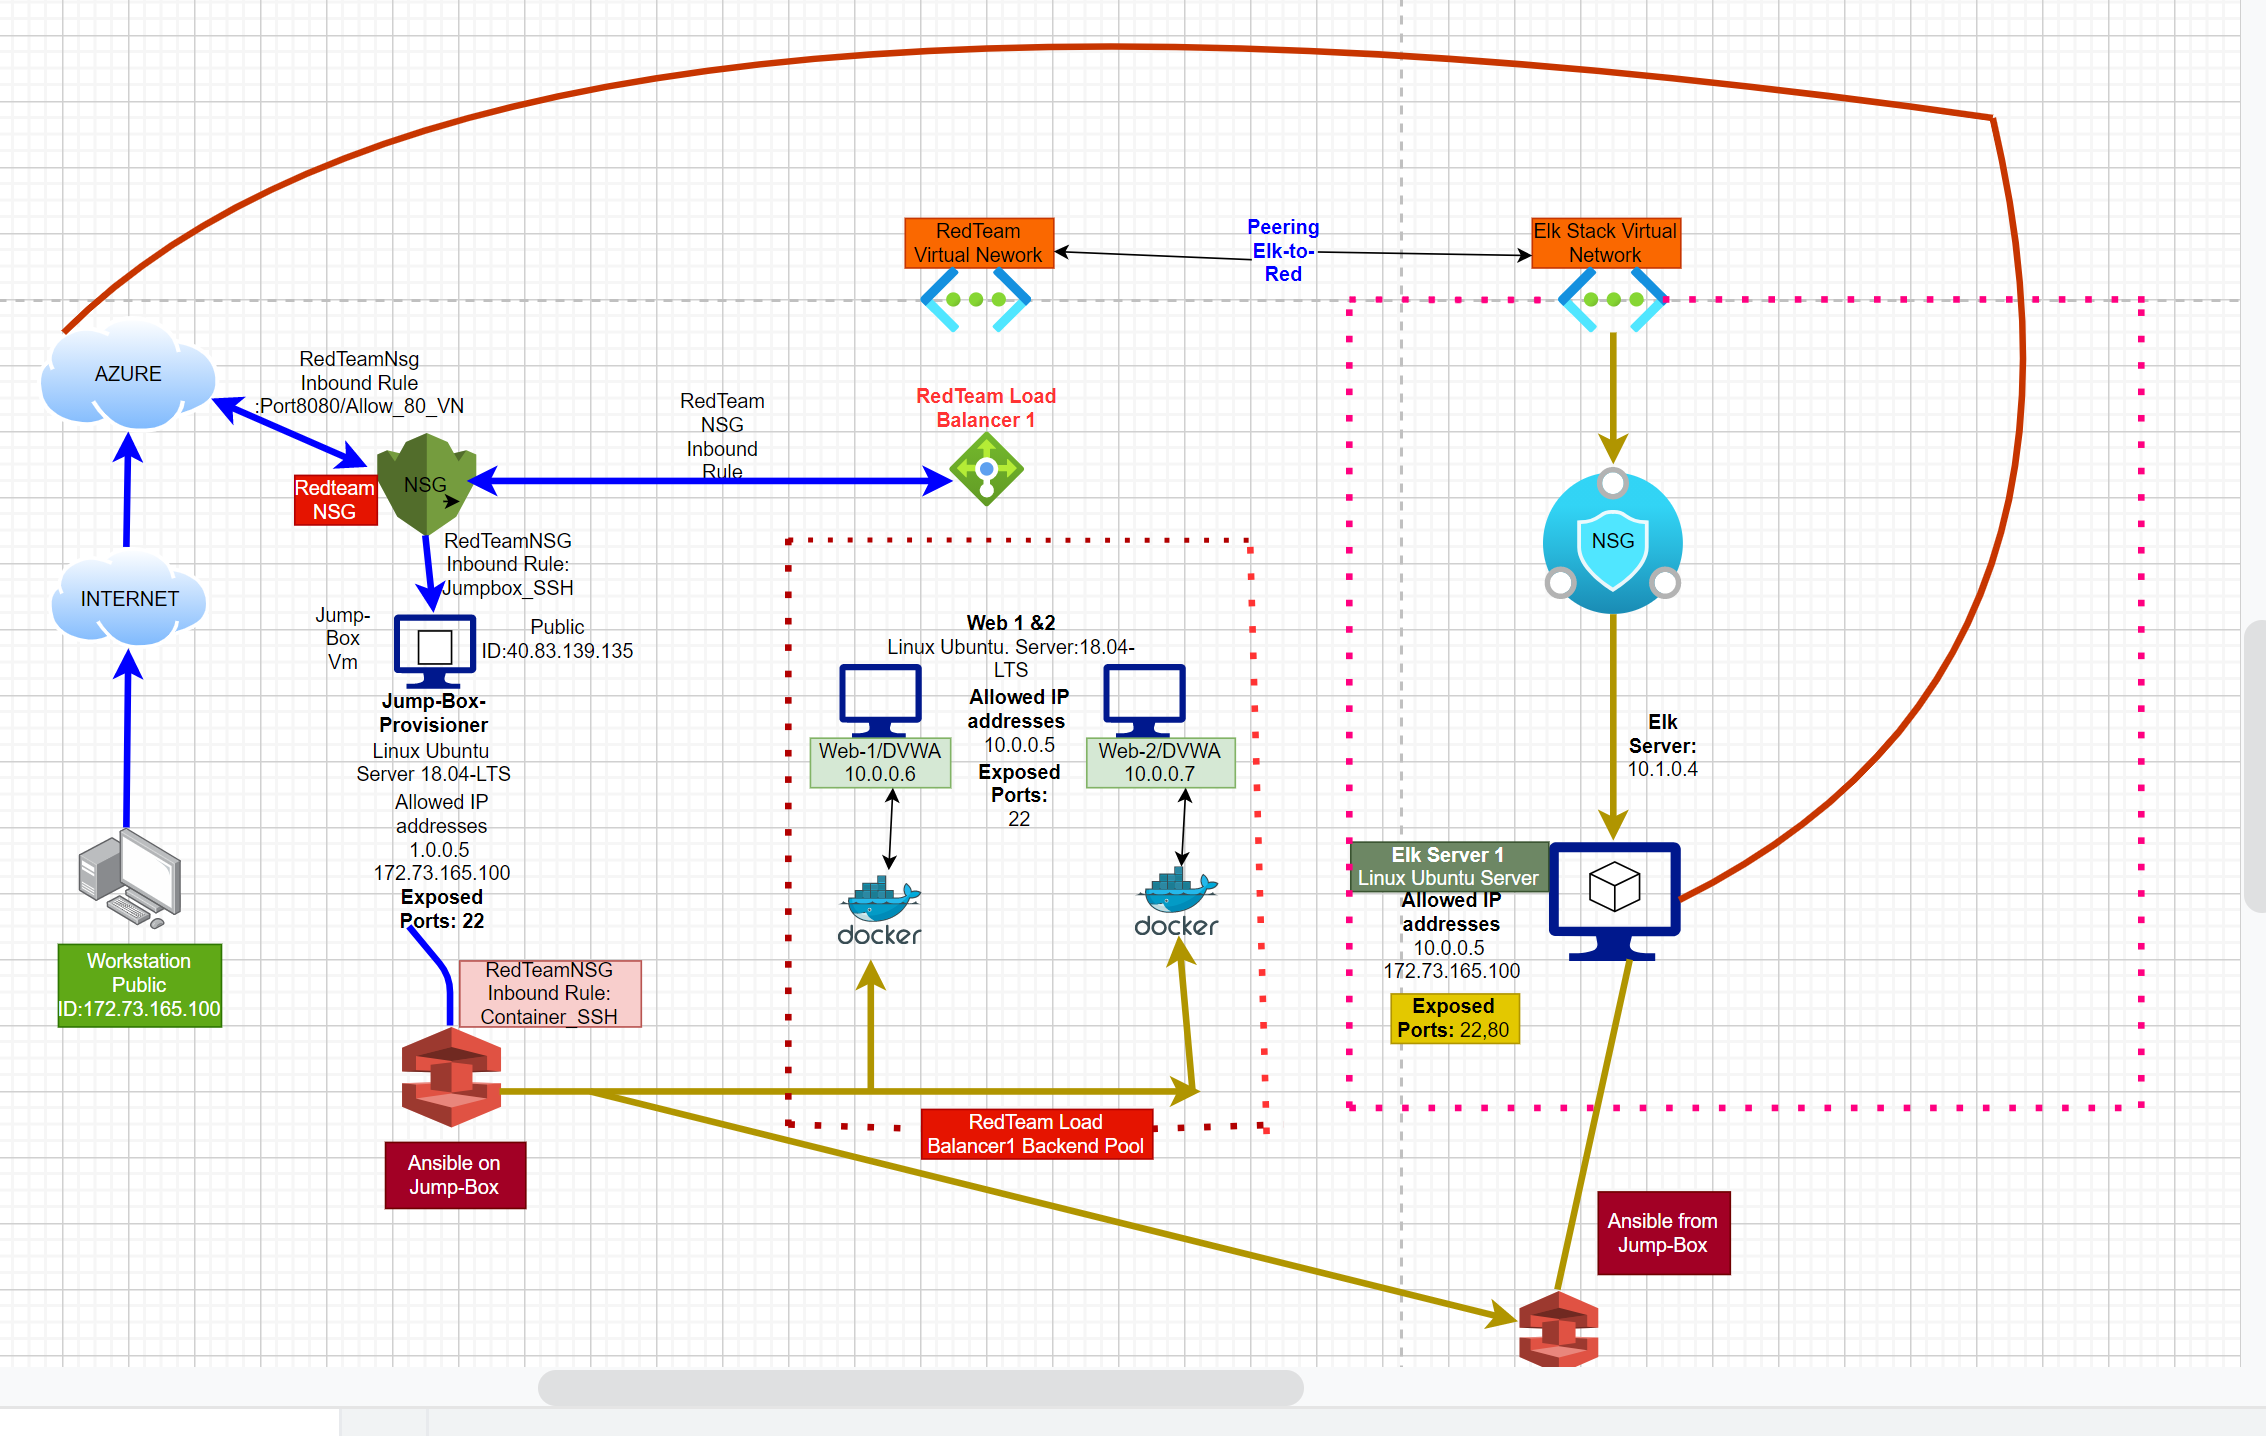 RedTeam
Virtual Nework
Peering
Elk-to-
Red
Elk Stack Virtual
Network
AZURE
RedTeamNsg
Inbound Rule
:Port8080/Allow_80_VN
RedTeam
NSG
Inbound
Rule
RedTeam Load
Balancer 1
Redteam
NSG
NSG
NSG
RedTeamNSG
Inbound Rule:
Jumpbox_SSH
INTERNET
Jump-
Box
Vm
Public
ID:40.83.139.135
Jump-Box-
Provisioner
Linux Ubuntu
Server 18.04-LTS
Allowed IP
addresses
1.0.0.5
172.73.165.100
Exposed
Ports: 22
Web 1 &2
Linux Ubuntu. Server:18.04-
LTS
Allowed IP
addresses
10.0.0.5
Exposed
Ports:
22
Web-1/DVWA
10.0.0.6
Web-2/DVWA
10.0.0.7
docker
docker
Elk
Server:
10.1.0.4
Elk Server 1
Linux Ubuntu Server
Allowed IP
addresses
10.0.0.5
172.73.165.100
Exposed
Ports: 22,80
Workstation
Public
ID:172.73.165.100
RedTeamNSG
Inbound Rule:
Container_SSH
RedTeam Load
Balancer1 Backend Pool
Ansible on
Jump-Box
Ansible from
Jump-Box